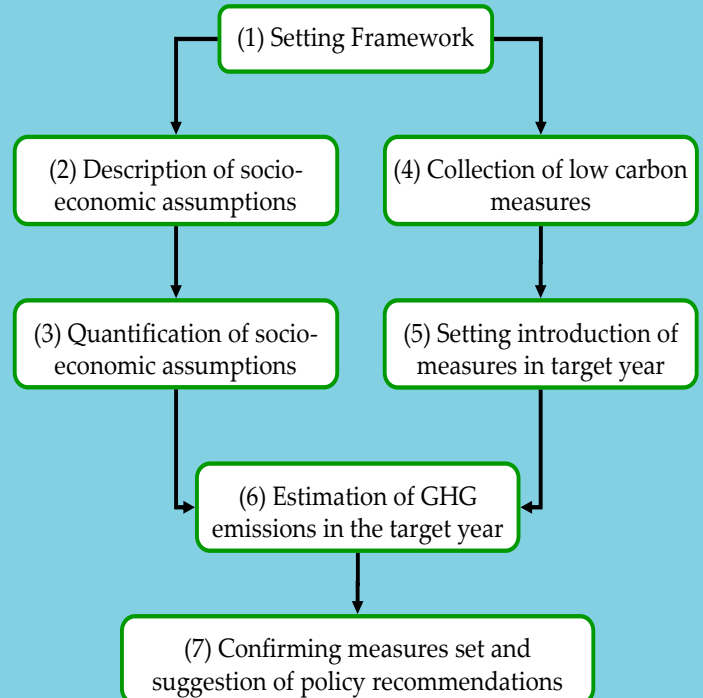 (1) Setting Framework
(2) Description of socio-
economic assumptions
(4) Collection of low carbon
measures
(3) Quantification of socio-
economic assumptions
(5) Setting introduction of
measures in target year
(6) Estimation of GHG
emissions in the target year
(7) Confirming measures set and
suggestion of policy recommendations